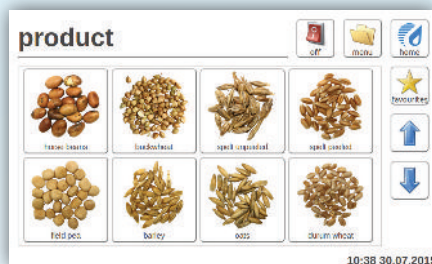 product
off
menu
home
favourites
horse beans
buckwheat
spelt unpeeled
spelt peeled
field pea
barley
oats
durum wheat
10:38 30.07.2019